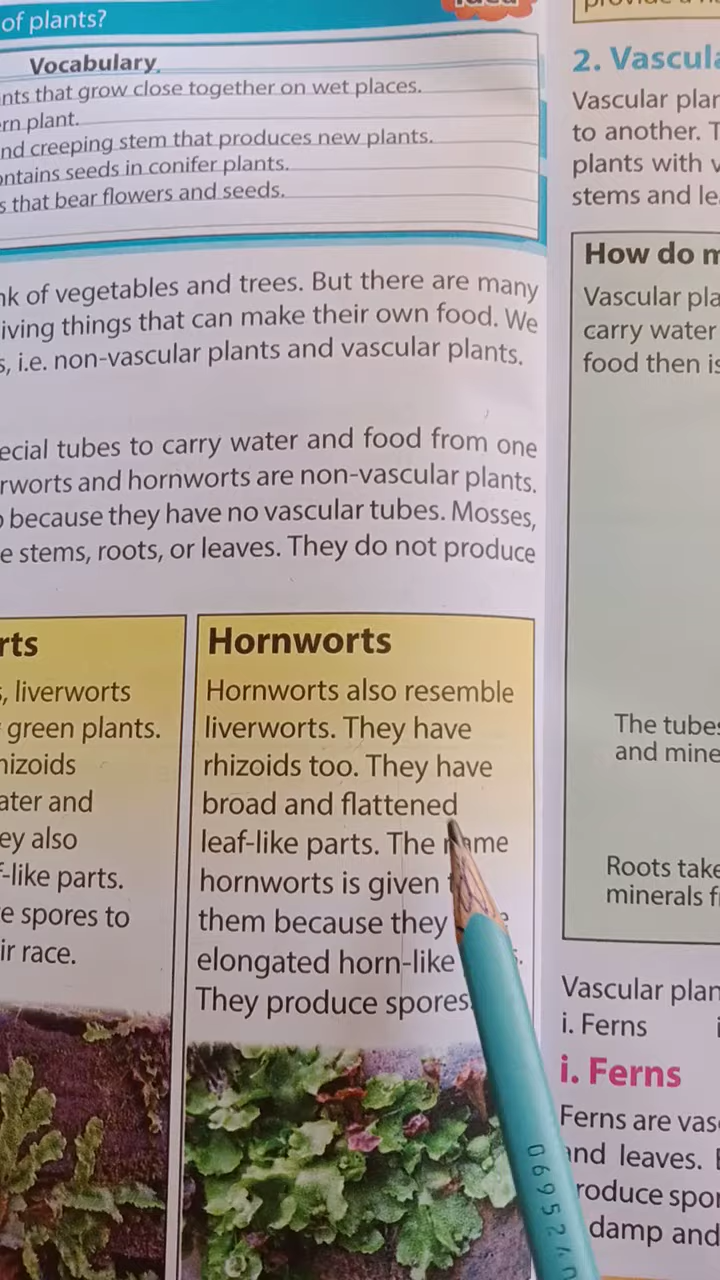 of plants?
Vocabulary
nts that grow close together on wet places.
rn plant.
nd creeping stem that produces new plants.
ontains seeds in conifer plants.
s that bear flowers and seeds.
nk of vegetables and trees. But there are many
iving things that can make their own food. We
s, i.e. non-vascular plants and vascular plants.
ecial tubes to carry water and food from one
rworts and hornworts are non-vascular plants.
o because they have no vascular tubes. Mosses,
e stems, roots, or leaves. They do not produce
rts
, liverworts
green plants.
hizoids
ater and
ey also
f-like parts.
e spores to
ir race.
Hornworts
Hornworts also resemble
liverworts. They have
rhizoids too. They have
broad and flattened
leaf-like parts. The name
hornworts is given
them because they
elongated horn-like
They produce spores.
2. Vascula
Vascular plan
to another. T
plants with v
stems and le
How do m
Vascular pla
carry water
food then is
The tubes
and mine
Roots take
minerals f
Vascular plan
i. Ferns
i. Ferns
Ferns are vas
and leaves.
roduce spor
damp and